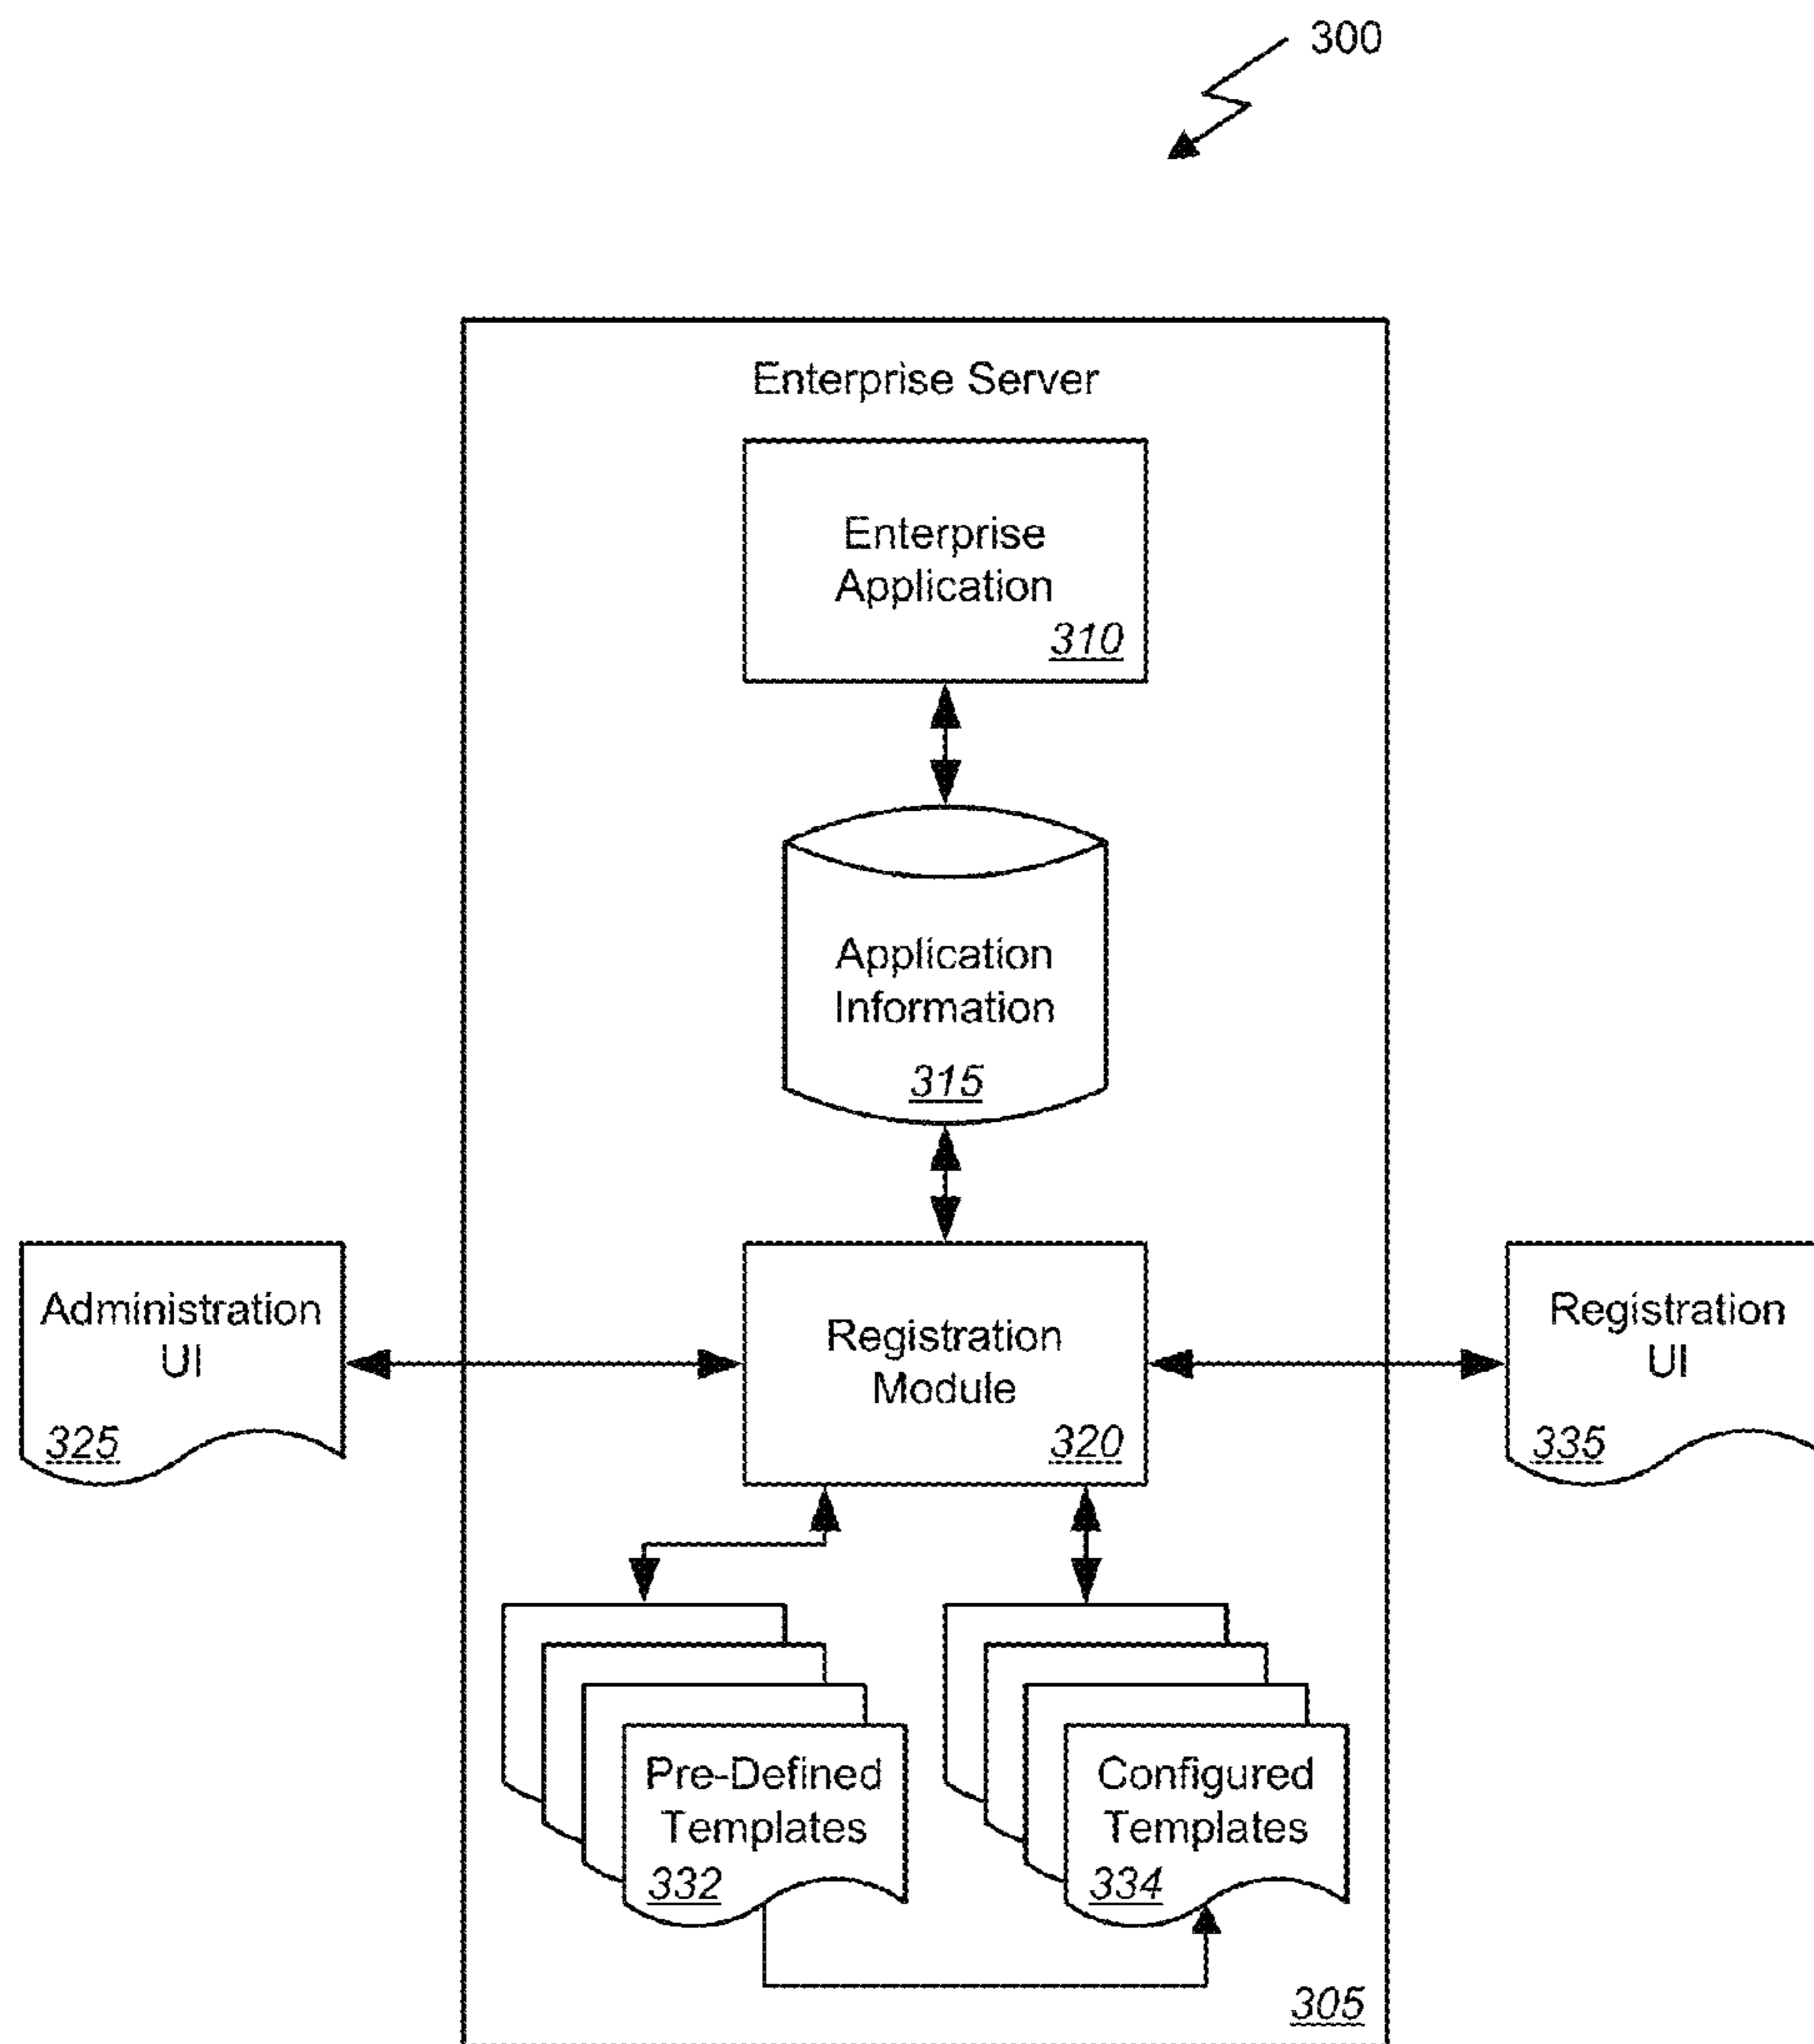 300
Enterprise Server
Enterprise
Application
310
Application
Information
315
Administration
UI
325
Registration
Module
320
Registration
UI
335
Pre-Defined
Templates
332
Configured
Templates
334
305